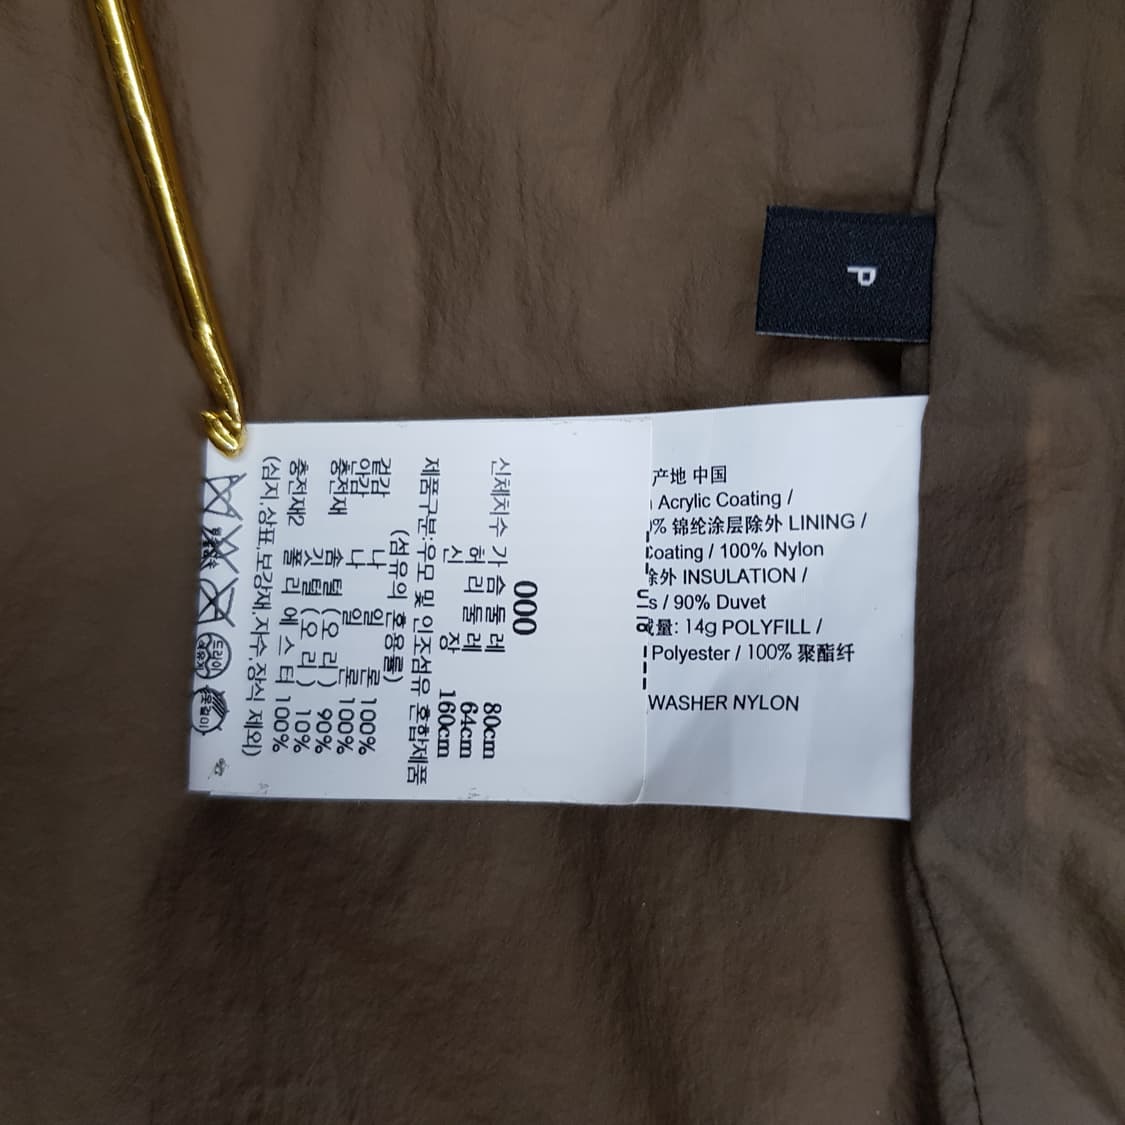 P
产地 中国
Acrylic Coating /
% 锦纶涂层除外 LINING /
Coating / 100% Nylon
除外 INSULATION /
s / 90% Duvet
量: 14g POLYFILL /
Polyester / 100% 聚酯纤
WASHER NYLON
000
신체치수 가슴둘레 80cm
허리둘레 64cm
신 장 160cm
제품구분:우모 및 인조섬유 혼합제품
(섬유의 혼용률)
겉감 나 일 론 100%
안감 나 일 론 100%
충전재 솜털 (오 리) 90%
깃털 (오 리) 10%
충전재2 폴 리 에 스 터 100%
(심지,상표,보강재,자수,장식 제외)
드라이